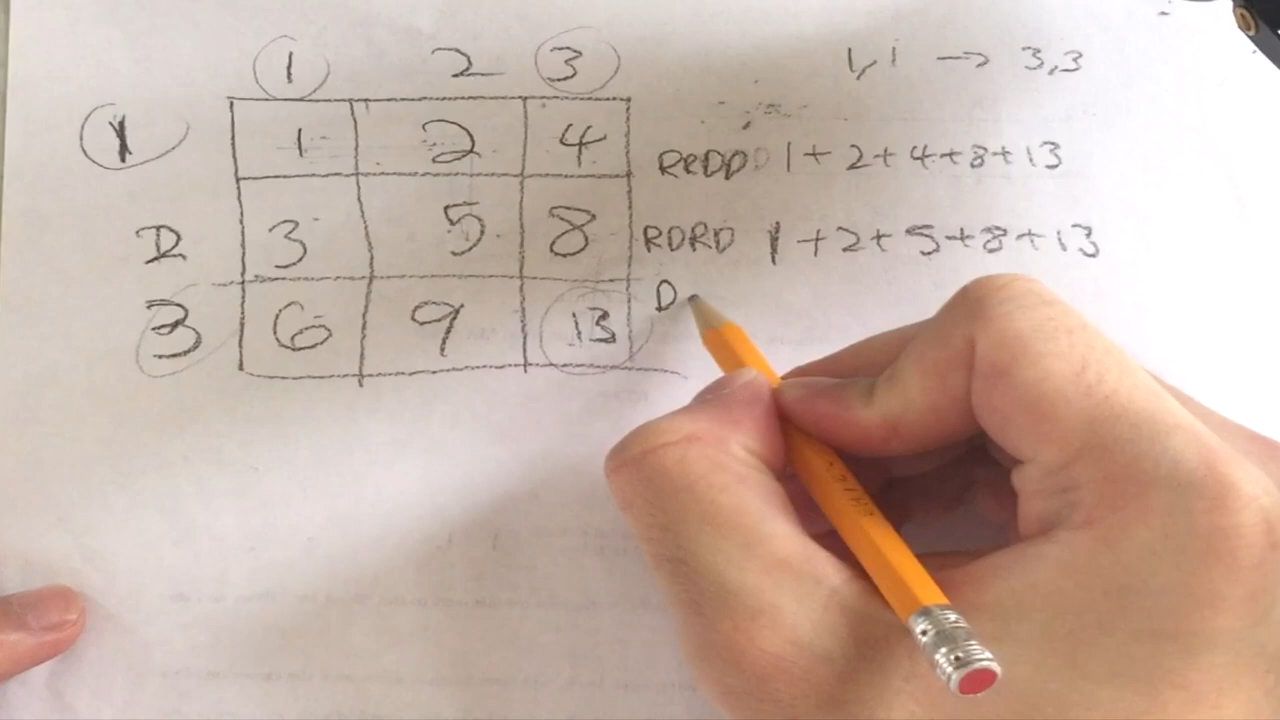 1 2 3
1,1 → 3,3
1 1 2 4 RRDD 1+2+4+8+13
2 3 5 8 RDRD 1+2+5+8+13
3 6 9 13 D